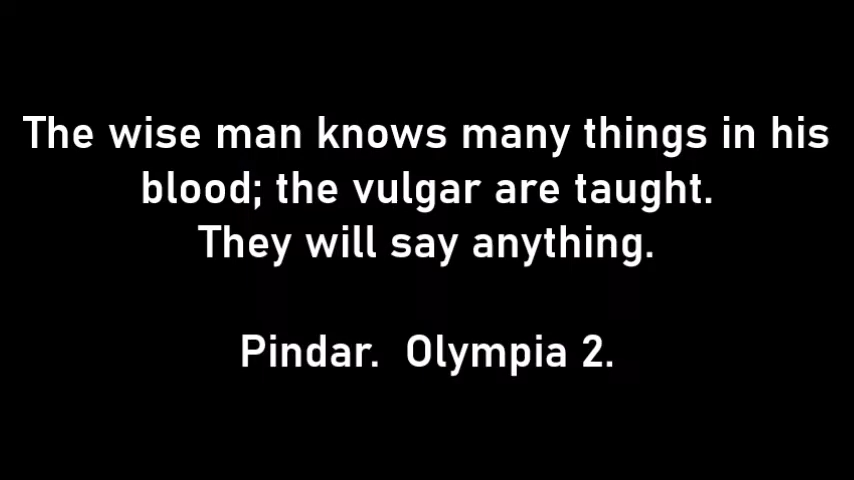 The wise man knows many things in his
blood; the vulgar are taught.
They will say anything.
Pindar.  Olympia 2.